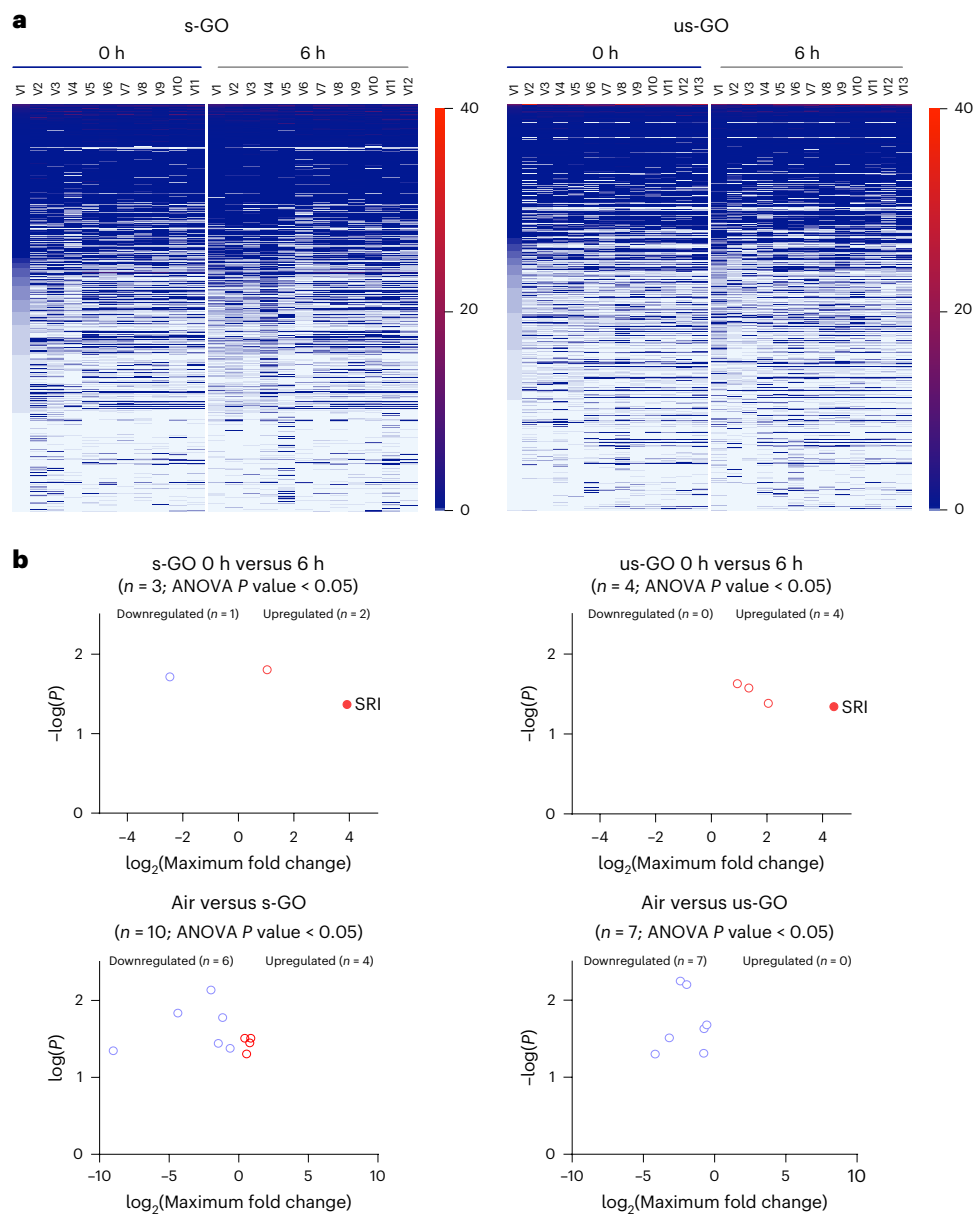 a
s-GO
us-GO
0 h
6 h
0 h
6 h
V1 V2 V3 V4 V5 V6 V7 V8 V9 V10 V11
V1 V2 V3 V4 V5 V6 V7 V8 V9 V10 V11 V12
V1 V2 V3 V4 V5 V6 V7 V8 V9 V10 V11 V12 V13
V1 V2 V3 V4 V5 V6 V7 V8 V9 V10 V11 V12 V13
40
20
0
40
20
0
b
s-GO 0 h versus 6 h
(n = 3; ANOVA P value < 0.05)
Downregulated (n = 1) Upregulated (n = 2)
SRI
2
1
0
−log(P)
−4 −2 0 2 4
log2(Maximum fold change)
us-GO 0 h versus 6 h
(n = 4; ANOVA P value < 0.05)
Downregulated (n = 0) Upregulated (n = 4)
SRI
2
1
0
−log(P)
−4 −2 0 2 4
log2(Maximum fold change)
Air versus s-GO
(n = 10; ANOVA P value < 0.05)
Downregulated (n = 6) Upregulated (n = 4)
2
1
0
log(P)
−10 −5 0 5 10
log2(Maximum fold change)
Air versus us-GO
(n = 7; ANOVA P value < 0.05)
Downregulated (n = 7) Upregulated (n = 0)
2
1
0
−log(P)
−10 −5 0 5 10
log2(Maximum fold change)